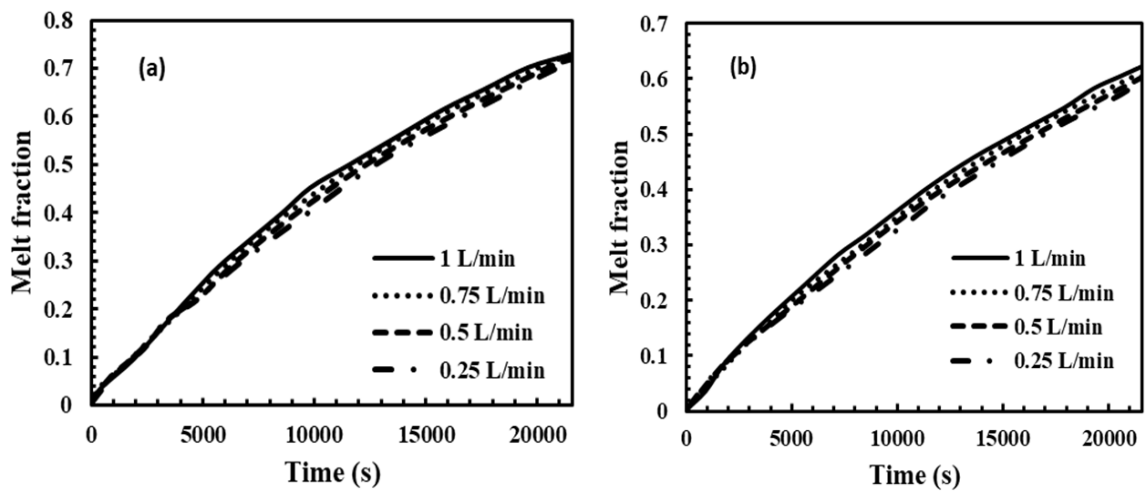 (a)
Melt fraction
0.8
0.7
0.6
0.5
0.4
0.3
0.2
0.1
0
1 L/min
0.75 L/min
0.5 L/min
0.25 L/min
0 5000 10000 15000 20000
Time (s)
(b)
Melt fraction
0.7
0.6
0.5
0.4
0.3
0.2
0.1
0
1 L/min
0.75 L/min
0.5 L/min
0.25 L/min
0 5000 10000 15000 20000
Time (s)